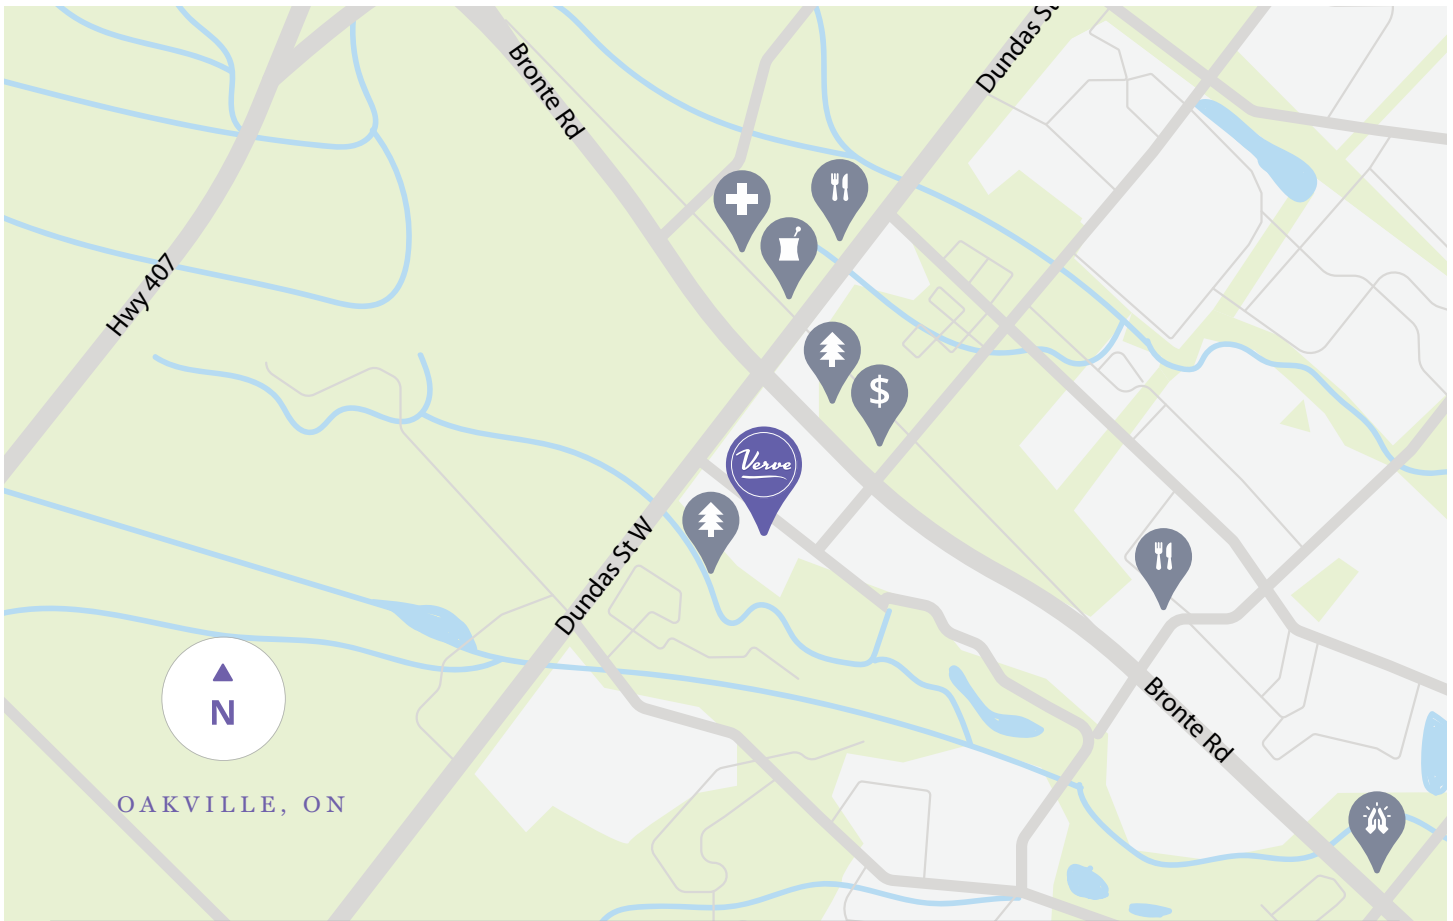 Dundas St
Bronte Rd
Hwy 407
$
Verve
Dundas St W
N
Bronte Rd
OAKVILLE, ON